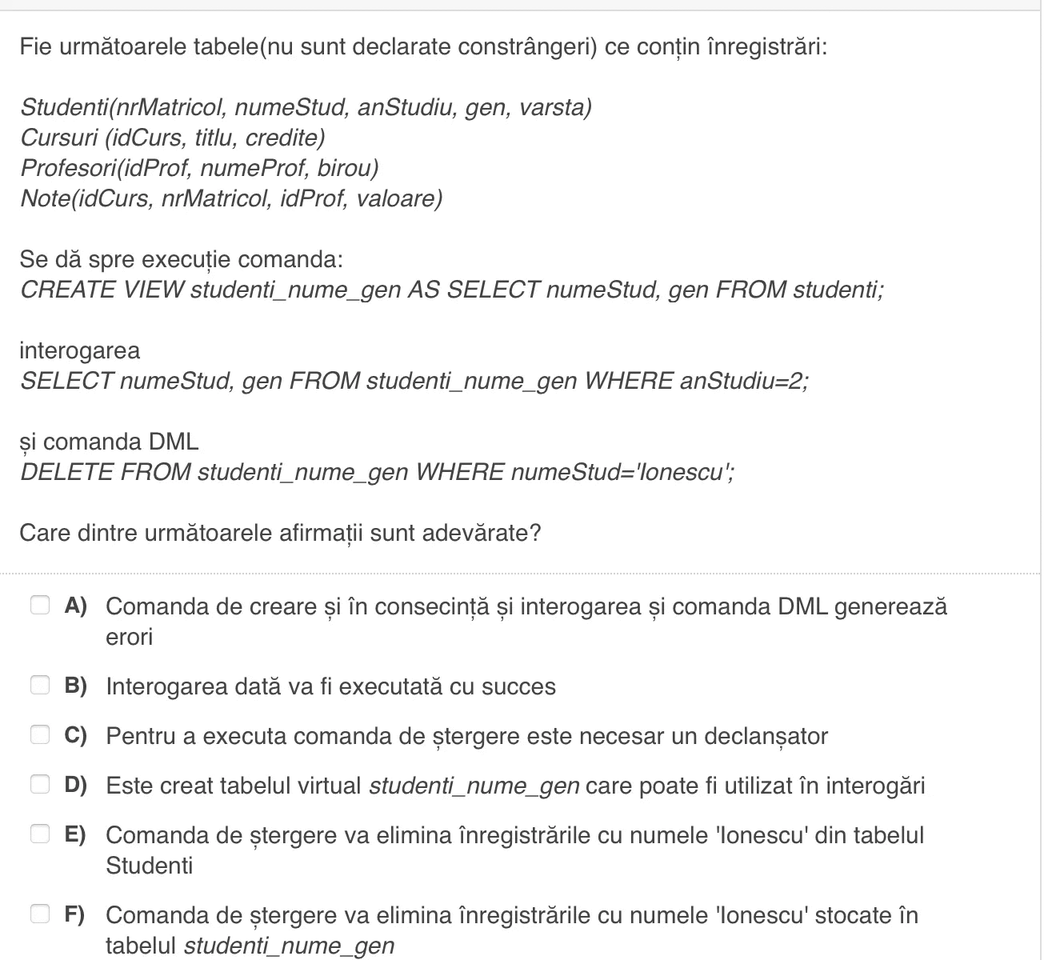 Fie următoarele tabele(nu sunt declarate constrângeri) ce conțin înregistrări:
Studenti(nrMatricol, numeStud, anStudiu, gen, varsta)
Cursuri (idCurs, titlu, credite)
Profesori(idProf, numeProf, birou)
Note(idCurs, nrMatricol, idProf, valoare)
Se dă spre execuție comanda:
CREATE VIEW studenti_nume_gen AS SELECT numeStud, gen FROM studenti;
interogarea
SELECT numeStud, gen FROM studenti_nume_gen WHERE anStudiu=2;
și comanda DML
DELETE FROM studenti_nume_gen WHERE numeStud='Ionescu';
Care dintre următoarele afirmații sunt adevărate?
A) Comanda de creare și în consecință și interogarea și comanda DML generează
erori
B) Interogarea dată va fi executată cu succes
C) Pentru a executa comanda de ștergere este necesar un declanșator
D) Este creat tabelul virtual studenti_nume_gen care poate fi utilizat în interogări
E) Comanda de ștergere va elimina înregistrările cu numele 'Ionescu' din tabelul
Studenti
F) Comanda de ștergere va elimina înregistrările cu numele 'Ionescu' stocate în
tabelul studenti_nume_gen